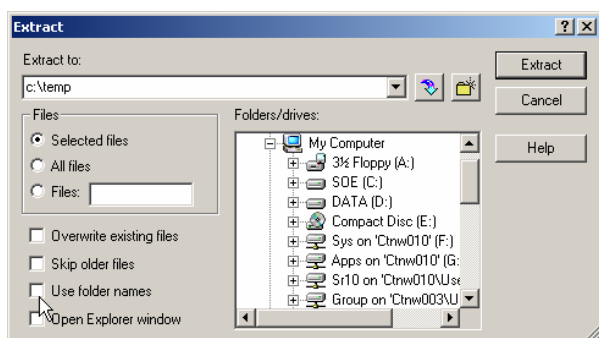 Extract
Extract to:
Extract
c:\temp
Cancel
Files
Folders/drives:
Selected files
My Computer
Help
All files
3½ Floppy (A:)
Files:
SOE (C:)
DATA (D:)
Compact Disc (E:)
Overwrite existing files
Sys on 'Ctnw010' (F:)
Skip older files
Apps on 'Ctnw010' (G:
Use folder names
Sr10 on 'Ctnw010\Use
Group on 'Ctnw003\U
Open Explorer window